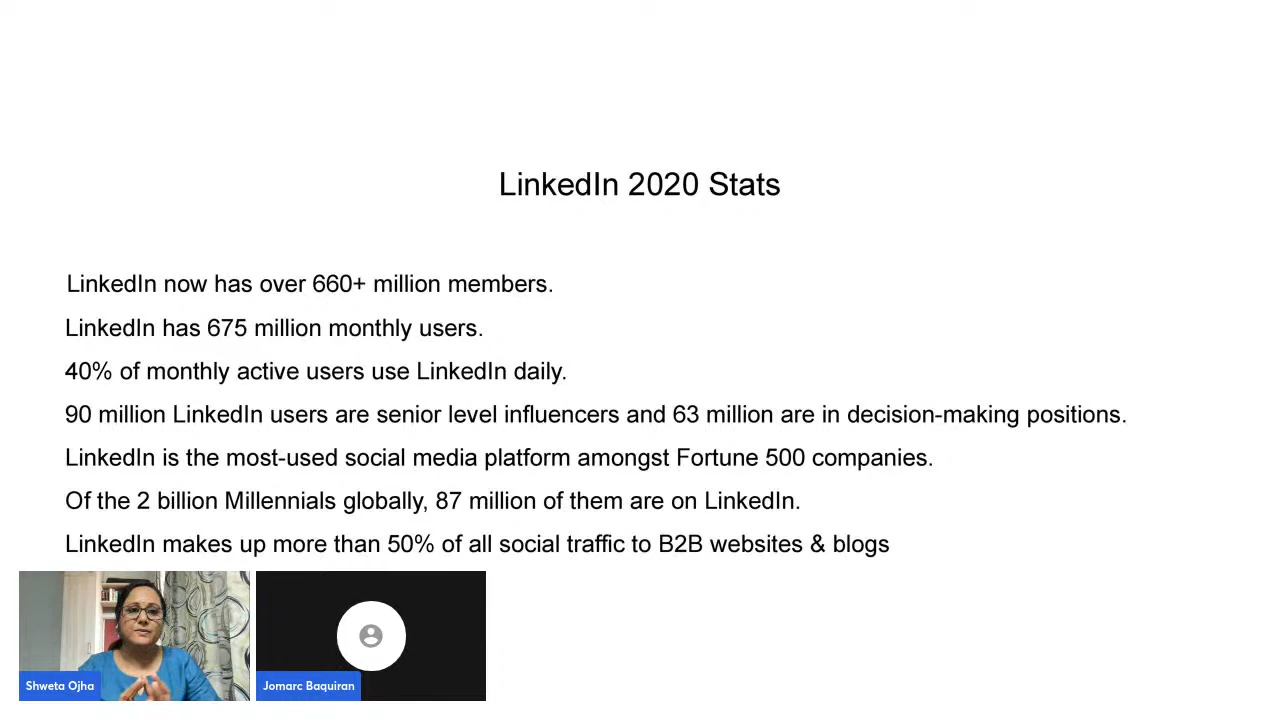 LinkedIn 2020 Stats
LinkedIn now has over 660+ million members.
LinkedIn has 675 million monthly users.
40% of monthly active users use LinkedIn daily.
90 million LinkedIn users are senior level influencers and 63 million are in decision-making positions.
LinkedIn is the most-used social media platform amongst Fortune 500 companies.
Of the 2 billion Millennials globally, 87 million of them are on LinkedIn.
LinkedIn makes up more than 50% of all social traffic to B2B websites & blogs
Shweta Ojha
Jomarc Baquiran